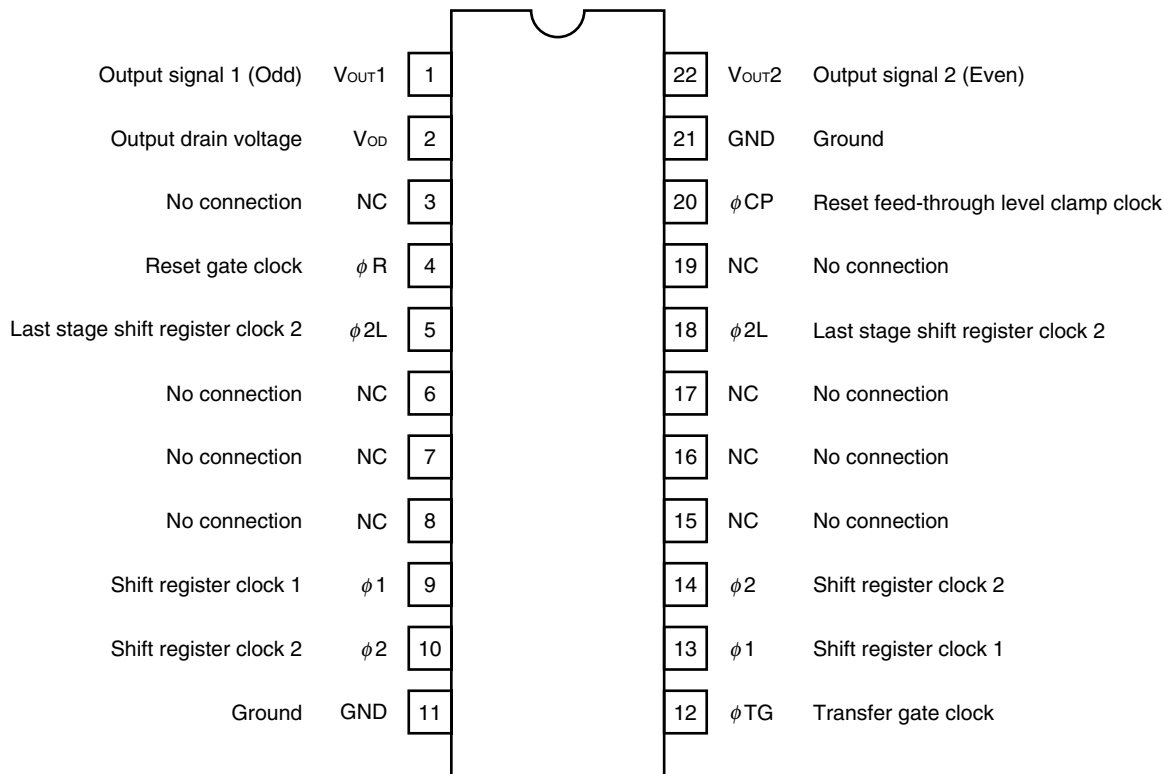 Output signal 1 (Odd) VOUT1 1 22 VOUT2 Output signal 2 (Even)
Output drain voltage VOD 2 21 GND Ground
No connection NC 3 20 ϕCP Reset feed-through level clamp clock
Reset gate clock ϕR 4 19 NC No connection
Last stage shift register clock 2 ϕ2L 5 18 ϕ2L Last stage shift register clock 2
No connection NC 6 17 NC No connection
No connection NC 7 16 NC No connection
No connection NC 8 15 NC No connection
Shift register clock 1 ϕ1 9 14 ϕ2 Shift register clock 2
Shift register clock 2 ϕ2 10 13 ϕ1 Shift register clock 1
Ground GND 11 12 ϕTG Transfer gate clock